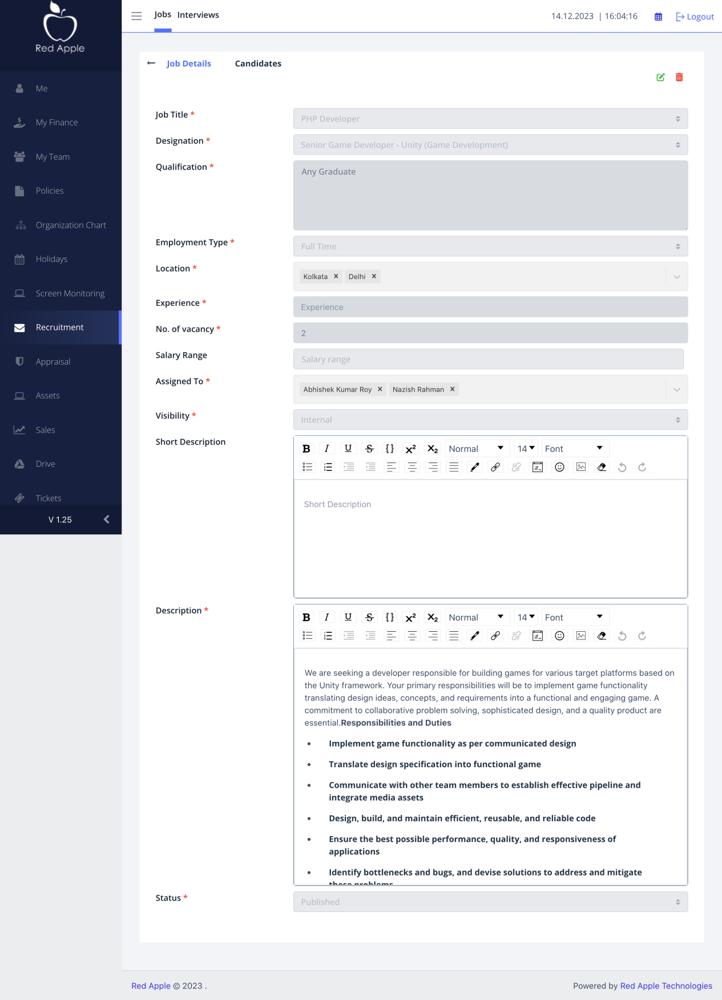 Red Apple
Jobs Interviews
14.12.2023 | 16:04:16
Logout
Me
My Finance
My Team
Policies
Organization Chart
Holidays
Screen Monitoring
Recruitment
Appraisal
Assets
Sales
Drive
Tickets
V 1.25
Job Details Candidates
Job Title *
PHP Developer
Designation *
Senior Game Developer - Unity (Game Development)
Qualification *
Any Graduate
Employment Type *
Full Time
Location *
Kolkata x Delhi x
Experience *
Experience
No. of vacancy *
2
Salary Range
Salary range
Assigned To *
Abhishek Kumar Roy x Nazish Rahman x
Visibility *
Internal
Short Description
B I U S {} x² x₂ Normal 14 Font
Short Description
Description *
B I U S {} x² x₂ Normal 14 Font
We are seeking a developer responsible for building games for various target platforms based on
the Unity framework. Your primary responsibilities will be to implement game functionality
translating design ideas, concepts, and requirements into a functional and engaging game. A
commitment to collaborative problem solving, sophisticated design, and a quality product are
essential.Responsibilities and Duties
• Implement game functionality as per communicated design
• Translate design specification into functional game
• Communicate with other team members to establish effective pipeline and
integrate media assets
• Design, build, and maintain efficient, reusable, and reliable code
• Ensure the best possible performance, quality, and responsiveness of
applications
• Identify bottlenecks and bugs, and devise solutions to address and mitigate
these problems
Status *
Published
Red Apple © 2023 .
Powered by Red Apple Technologies